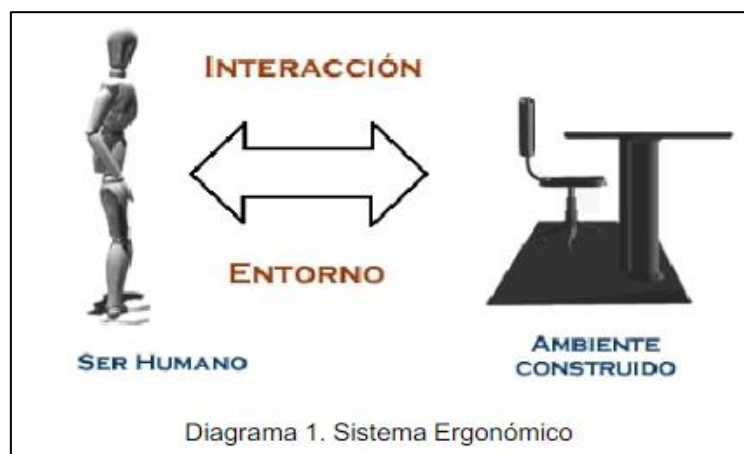 INTERACCIÓN
ENTORNO
SER HUMANO
AMBIENTE
CONSTRUIDO
Diagrama 1. Sistema Ergonómico